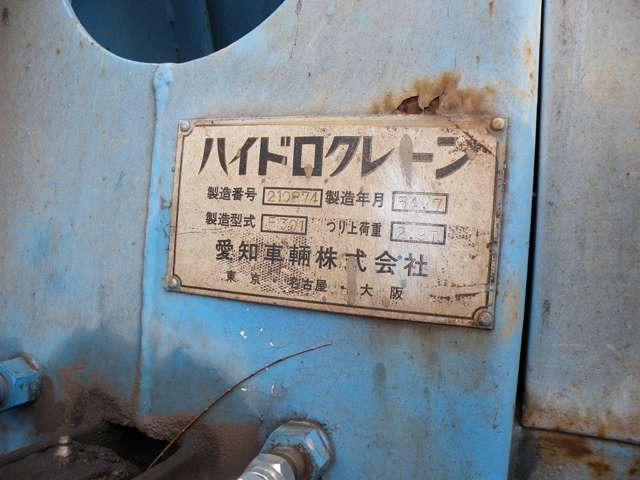 ハイドロクレーン
製造番号 210874 製造年月
製造型式 つり上荷重
愛知車輛株式会社
東京 名古屋 大阪